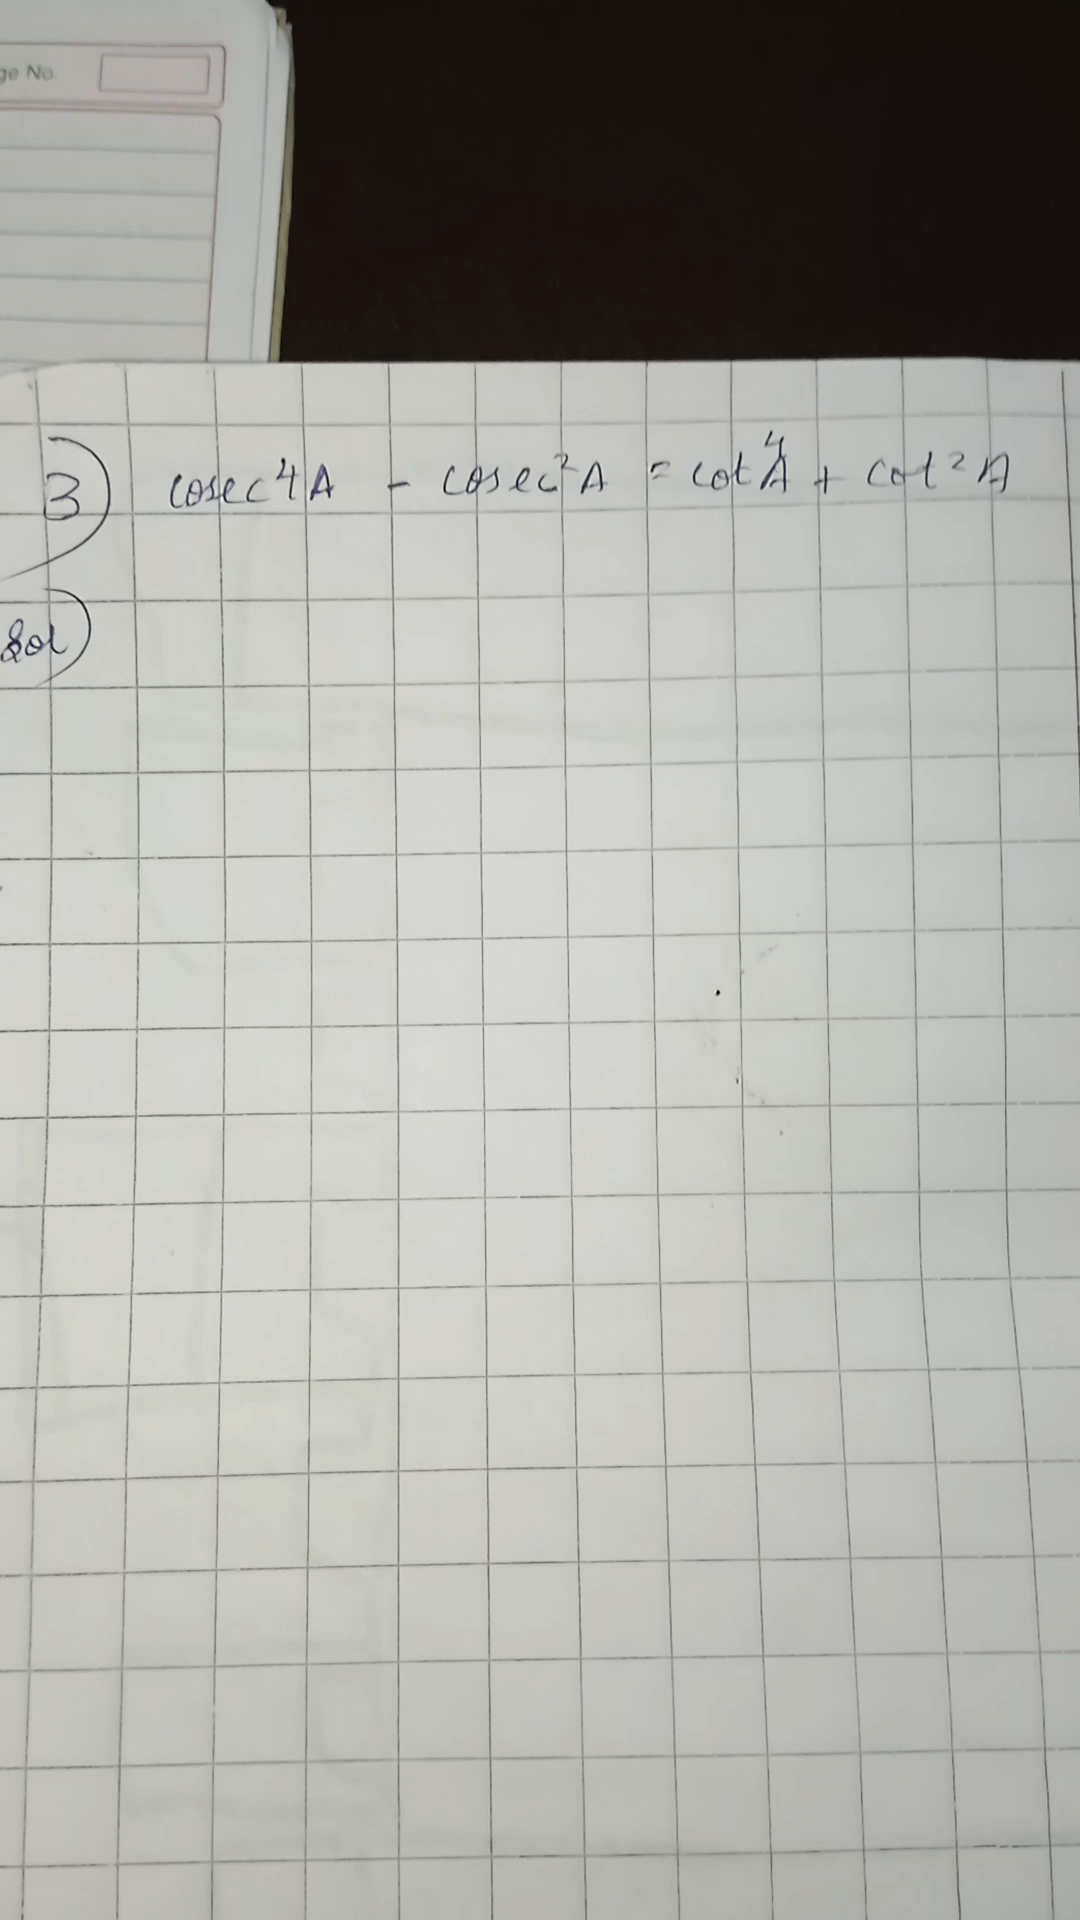 ge No.
3) cosec⁴A - cosec²A = cot⁴A + cot²A
Sol)